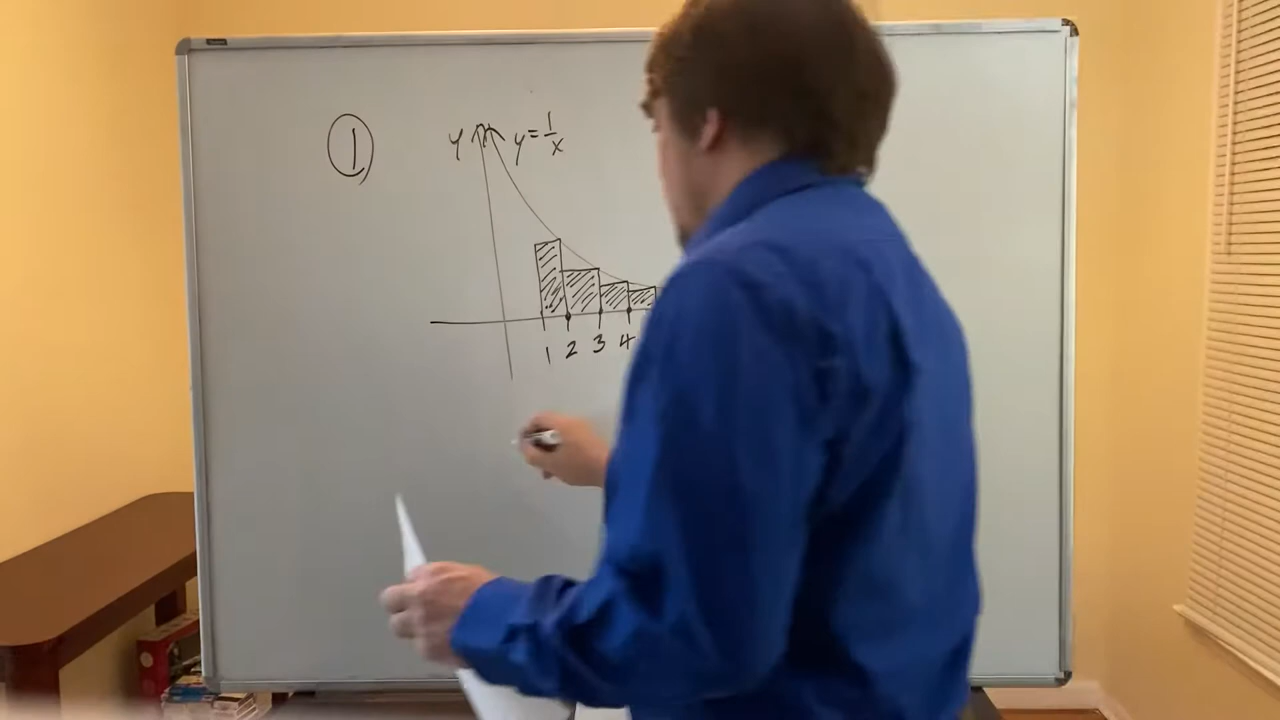 ①
y y = 1/x
1 2 3 4